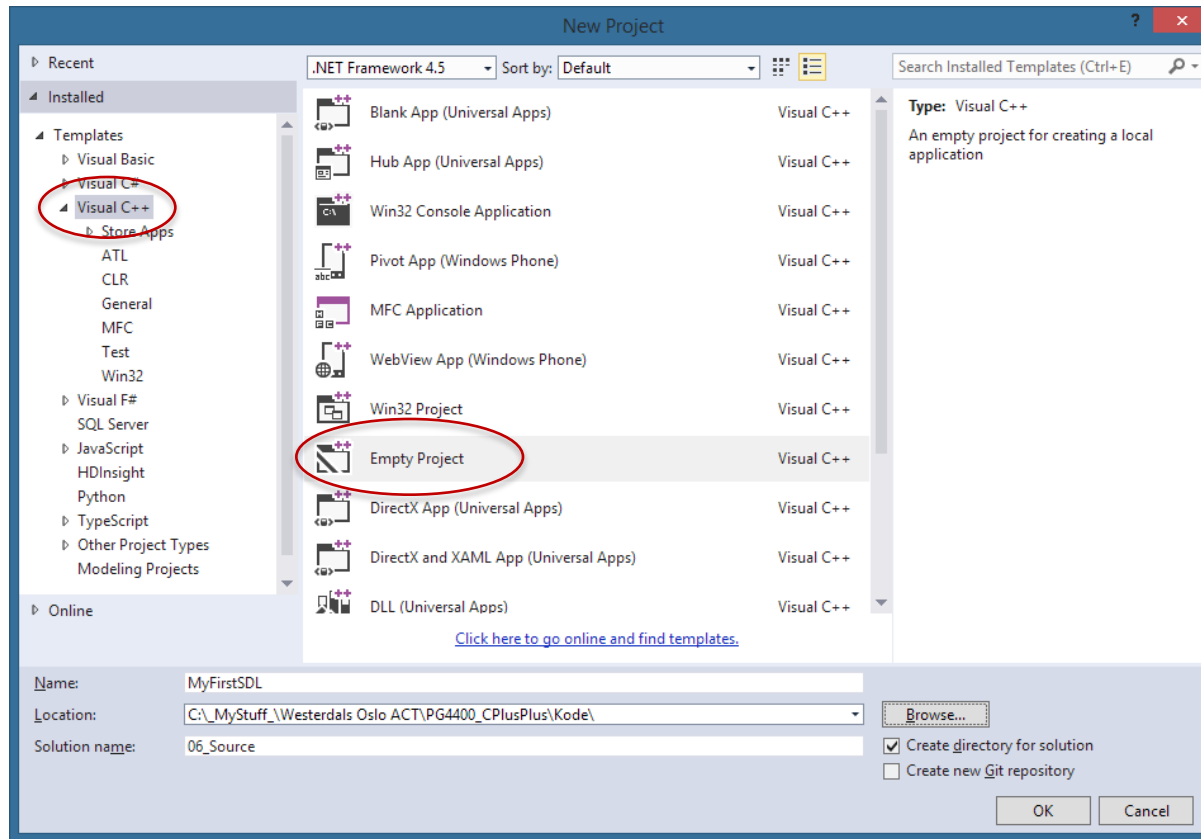 New Project
?
Recent
Installed
Templates
Visual Basic
Visual C#
Visual C++
Store Apps
ATL
CLR
General
MFC
Test
Win32
Visual F#
SQL Server
JavaScript
HDInsight
Python
TypeScript
Other Project Types
Modeling Projects
Online
.NET Framework 4.5 Sort by: Default
Blank App (Universal Apps) Visual C++
Hub App (Universal Apps) Visual C++
Win32 Console Application Visual C++
Pivot App (Windows Phone) Visual C++
MFC Application Visual C++
WebView App (Windows Phone) Visual C++
Win32 Project Visual C++
Empty Project Visual C++
DirectX App (Universal Apps) Visual C++
DirectX and XAML App (Universal Apps) Visual C++
DLL (Universal Apps) Visual C++
Click here to go online and find templates.
Search Installed Templates (Ctrl+E)
Type: Visual C++
An empty project for creating a local
application
Name: MyFirstSDL
Location: C:\_MyStuff_\Westerdals Oslo ACT\PG4400_CPlusPlus\Kode\ Browse...
Solution name: 06_Source
Create directory for solution
Create new Git repository
OK Cancel